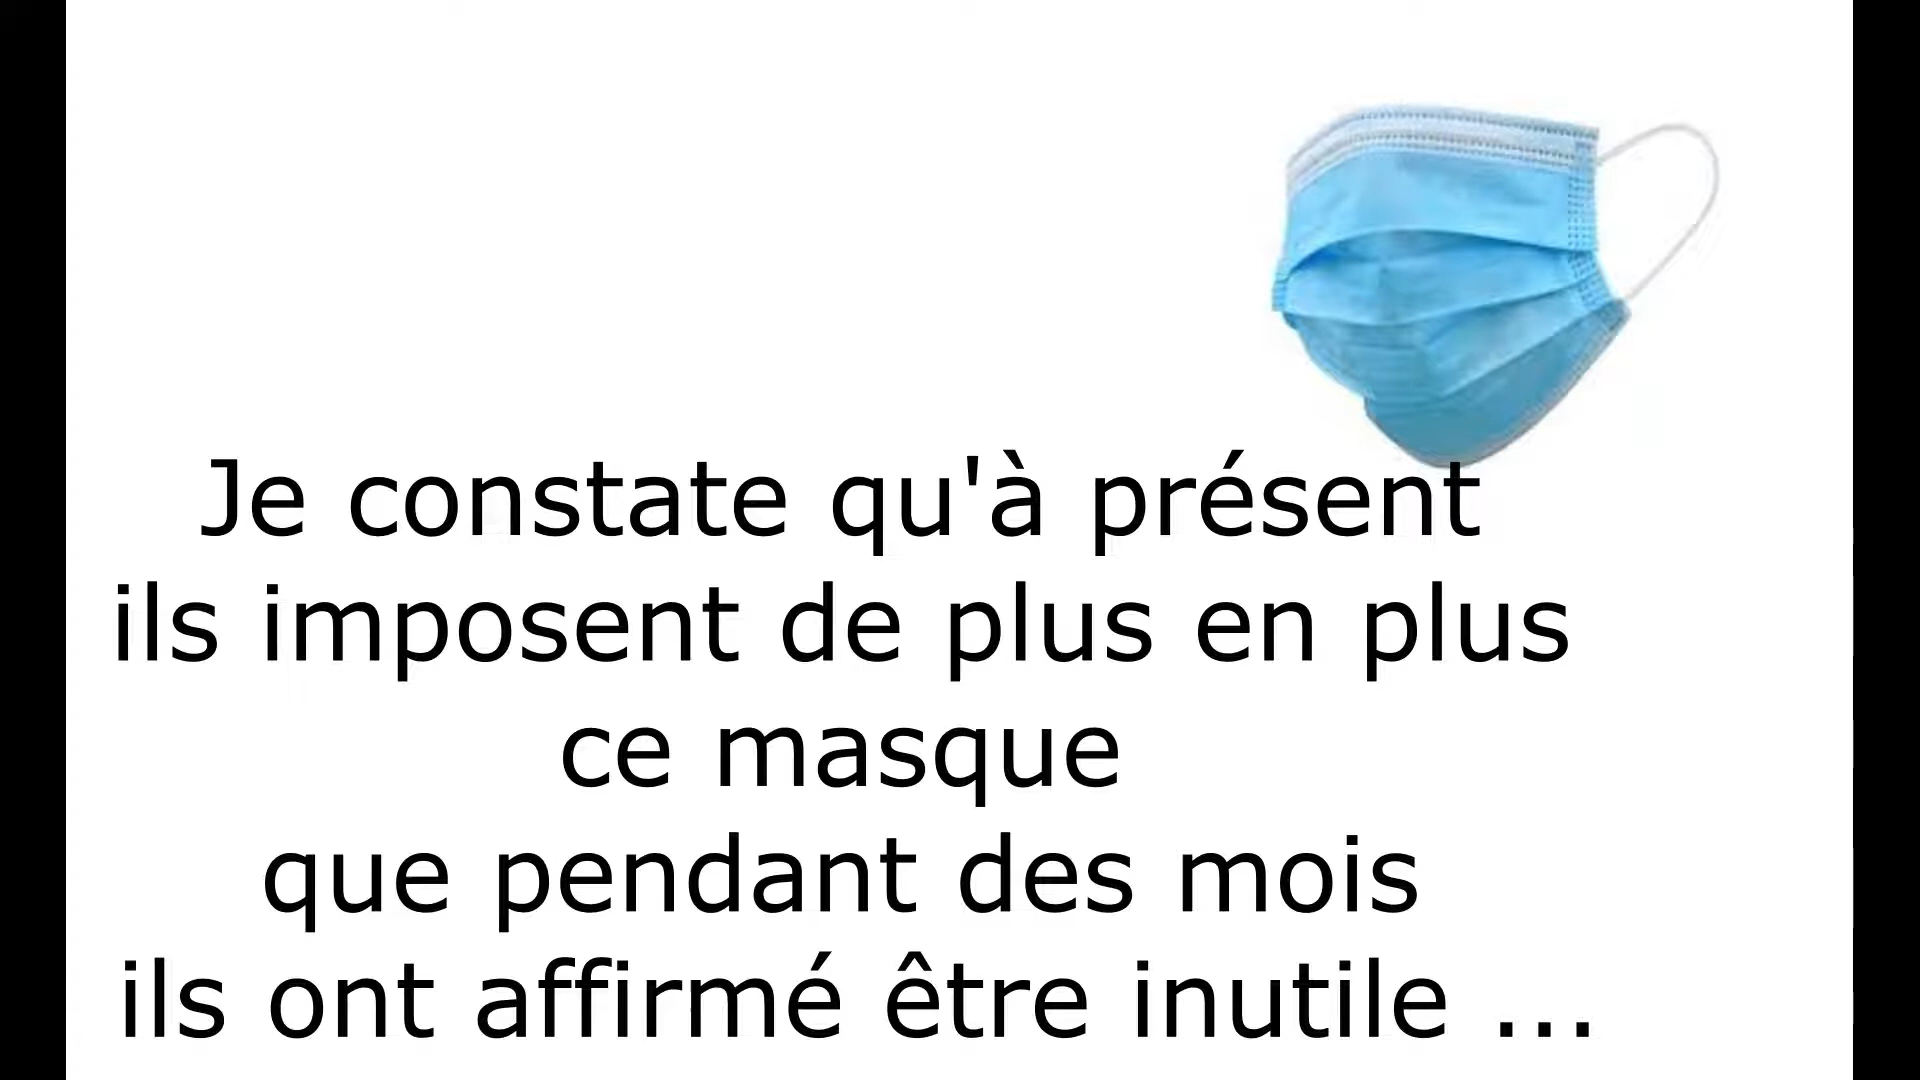 Je constate qu'à présent
ils imposent de plus en plus
ce masque
que pendant des mois
ils ont affirmé être inutile ...